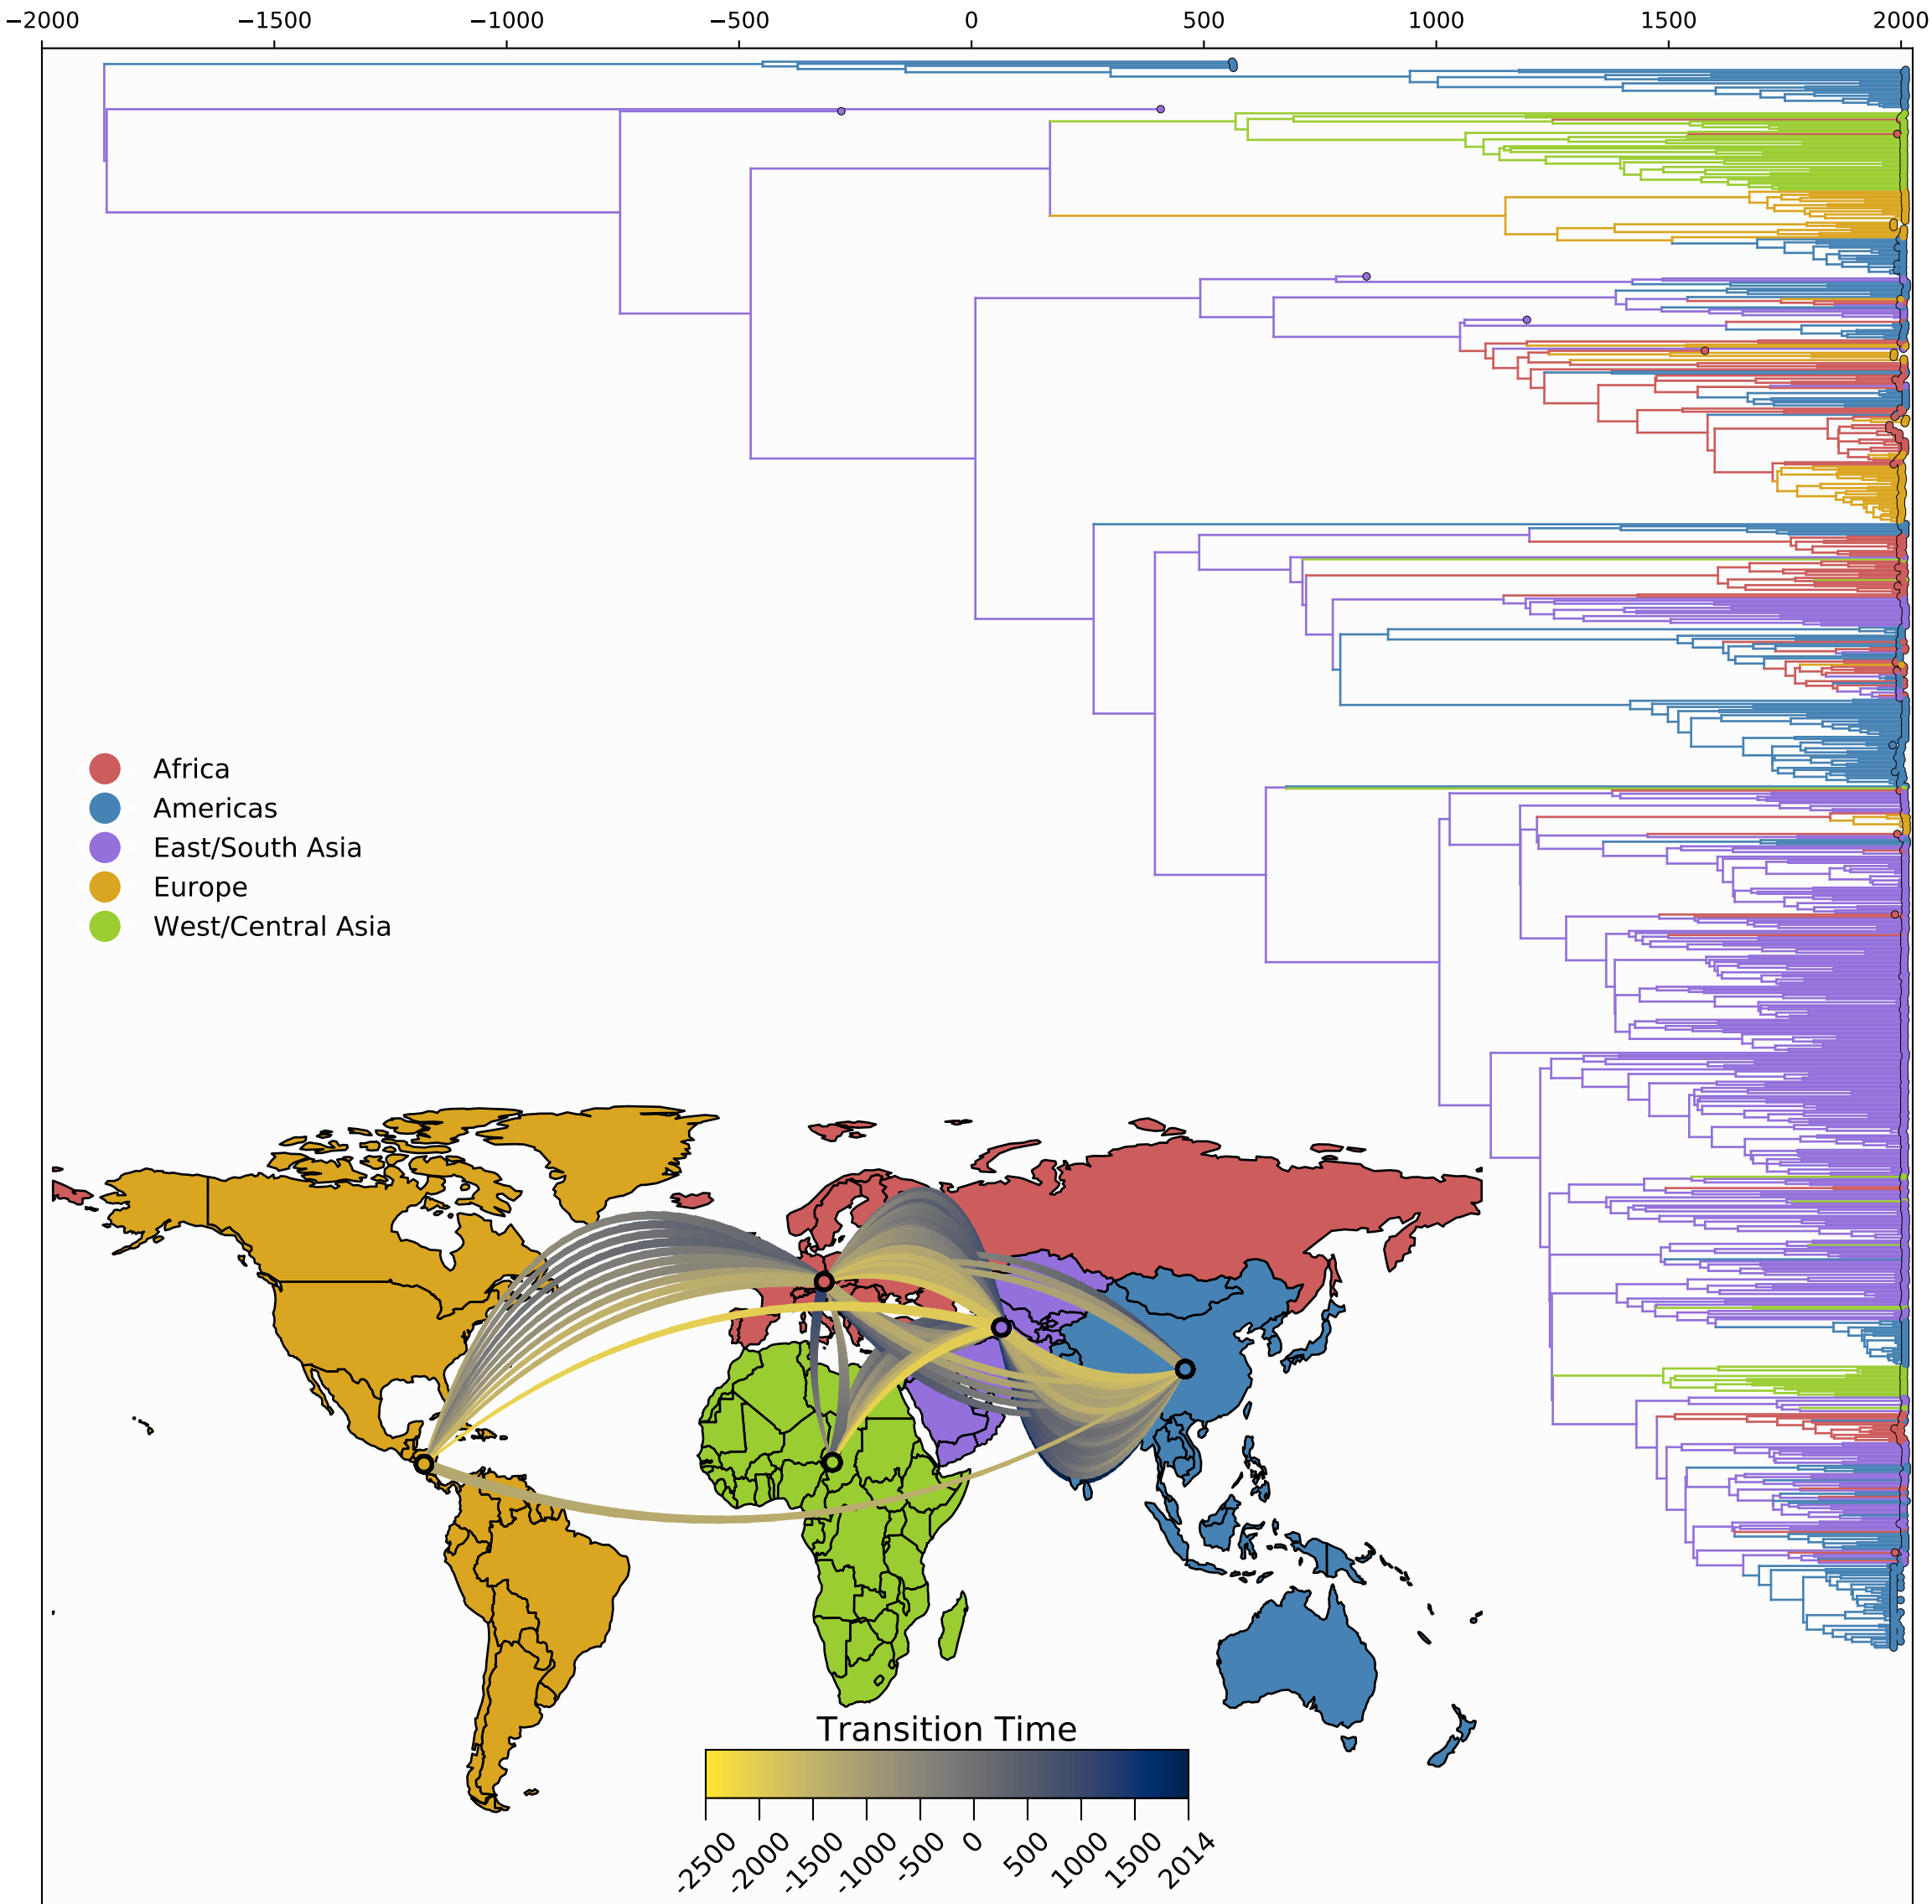 −2000 −1500 −1000 −500 0 500 1000 1500 2000
Africa
Americas
East/South Asia
Europe
West/Central Asia
Transition Time
-2500 -2000 -1500 -1000 -500 0 500 1000 1500 2014